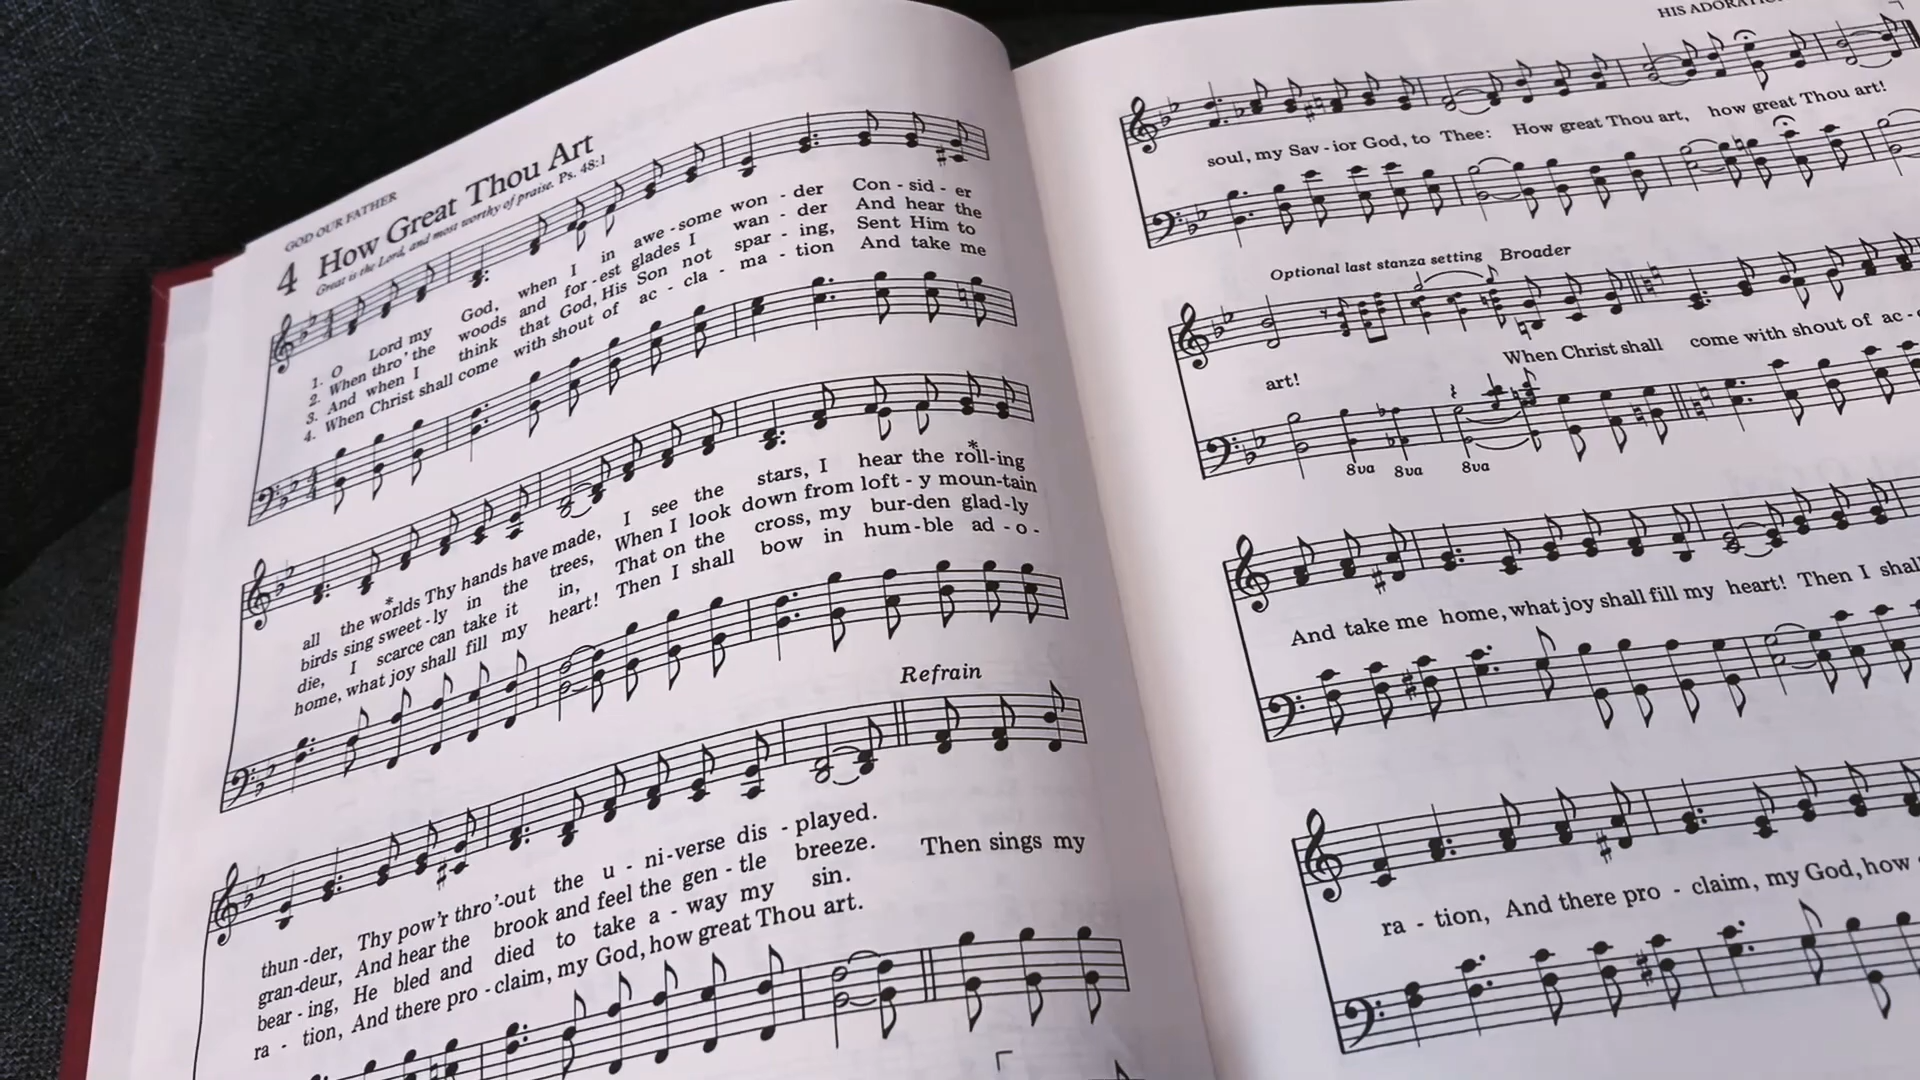 GOD OUR FATHER
4 How Great Thou Art
Great is the Lord, and most worthy of praise. Ps. 48:1
1. O Lord my God, when I in awe - some won - der Con - sid - er
2. When thro' the woods and for - est glades I wan - der And hear the
3. And when I think that God, His Son not spar - ing, Sent Him to
4. When Christ shall come with shout of ac - cla - ma - tion And take me
all the *worlds Thy hands have made, I see the stars, I hear the *roll-ing
birds sing sweet - ly in the trees, When I look down from loft - y moun-tain
die, I scarce can take it in, That on the cross, my bur-den glad-ly
home, what joy shall fill my heart! Then I shall bow in hum-ble ad - o -
Refrain
thun - der, Thy pow'r thro'-out the u - ni-verse dis - played.
gran-deur, And hear the brook and feel the gen - tle breeze. Then sings my
bear - ing, He bled and died to take a - way my sin.
ra - tion, And there pro - claim, my God, how great Thou art.
HIS
soul, my Sav - ior God, to Thee: How great Thou art, how great Thou art!
Optional last stanza setting Broader
When Christ shall come with shout of ac -
art!
8va 8va 8va
And take me home, what joy shall fill my heart! Then I
ra - tion, And there pro - claim, my God, how